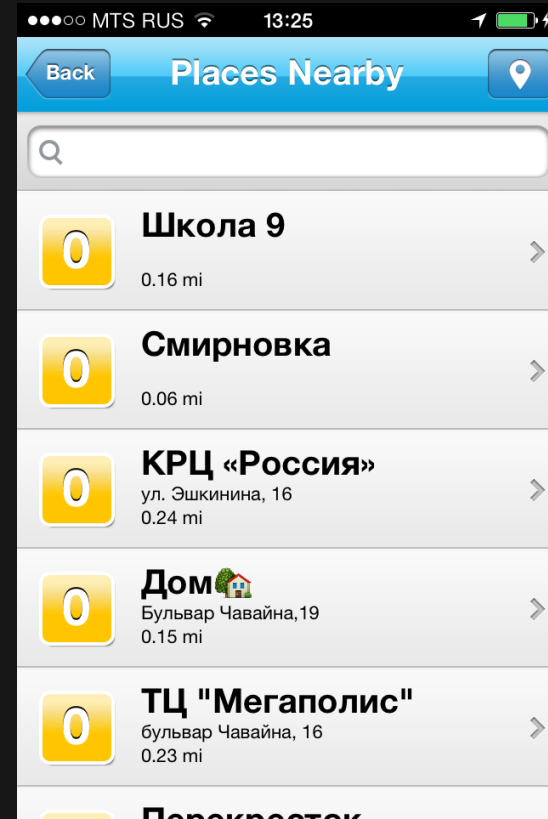 MTS RUS 13:25
Back Places Nearby
0
Школа 9
0.16 mi
0
Смирновка
0.06 mi
0
КРЦ «Россия»
ул. Эшкинина, 16
0.24 mi
0
Дом
Бульвар Чавайна,19
0.15 mi
0
ТЦ "Мегаполис"
бульвар Чавайна, 16
0.23 mi
Перекресток